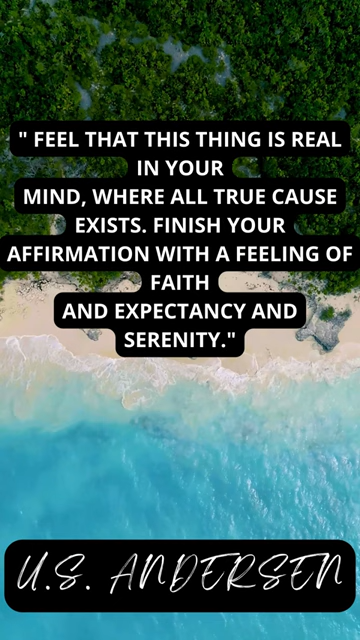 " FEEL THAT THIS THING IS REAL
IN YOUR
MIND, WHERE ALL TRUE CAUSE
EXISTS. FINISH YOUR
AFFIRMATION WITH A FEELING OF
FAITH
AND EXPECTANCY AND
SERENITY."
U.S. ANDERSEN